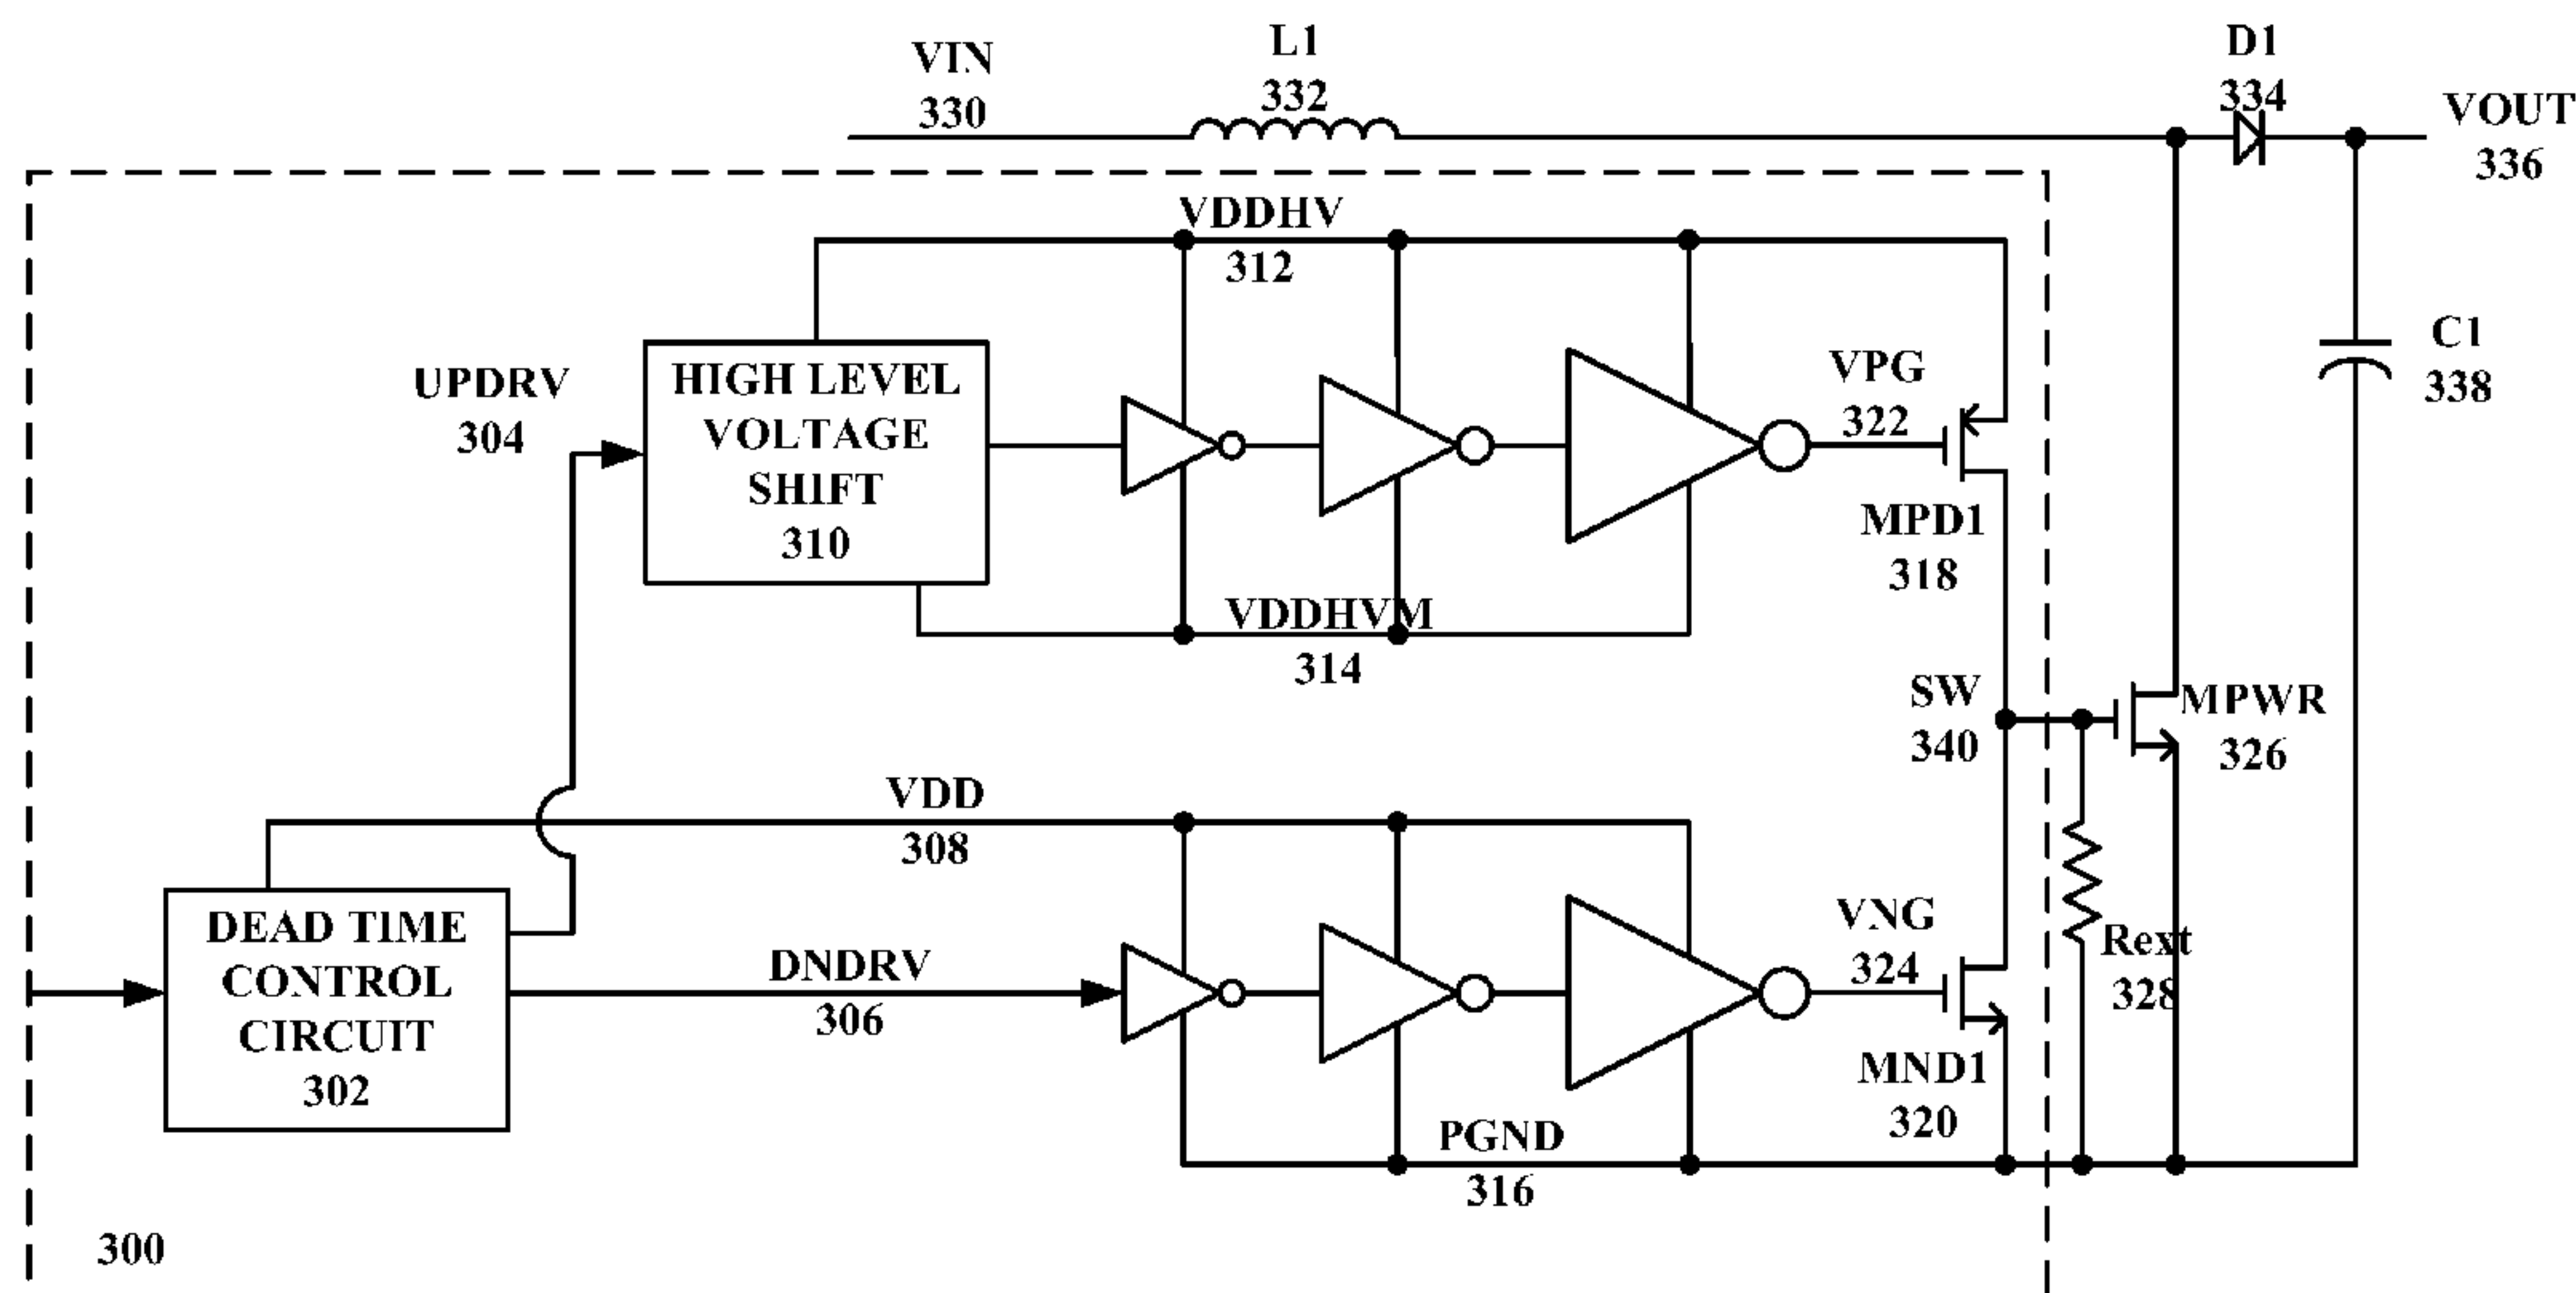 VIN
330
L1
332
D1
334
VOUT
336
VDDHV
312
UPDRV
304
HIGH LEVEL
VOLTAGE
SHIFT
310
VPG
322
MPD1
318
C1
338
VDDHVM
314
SW
340
MPWR
326
VDD
308
DEAD TIME
CONTROL
CIRCUIT
302
DNDRV
306
VNG
324
Rext
328
MND1
320
PGND
316
300